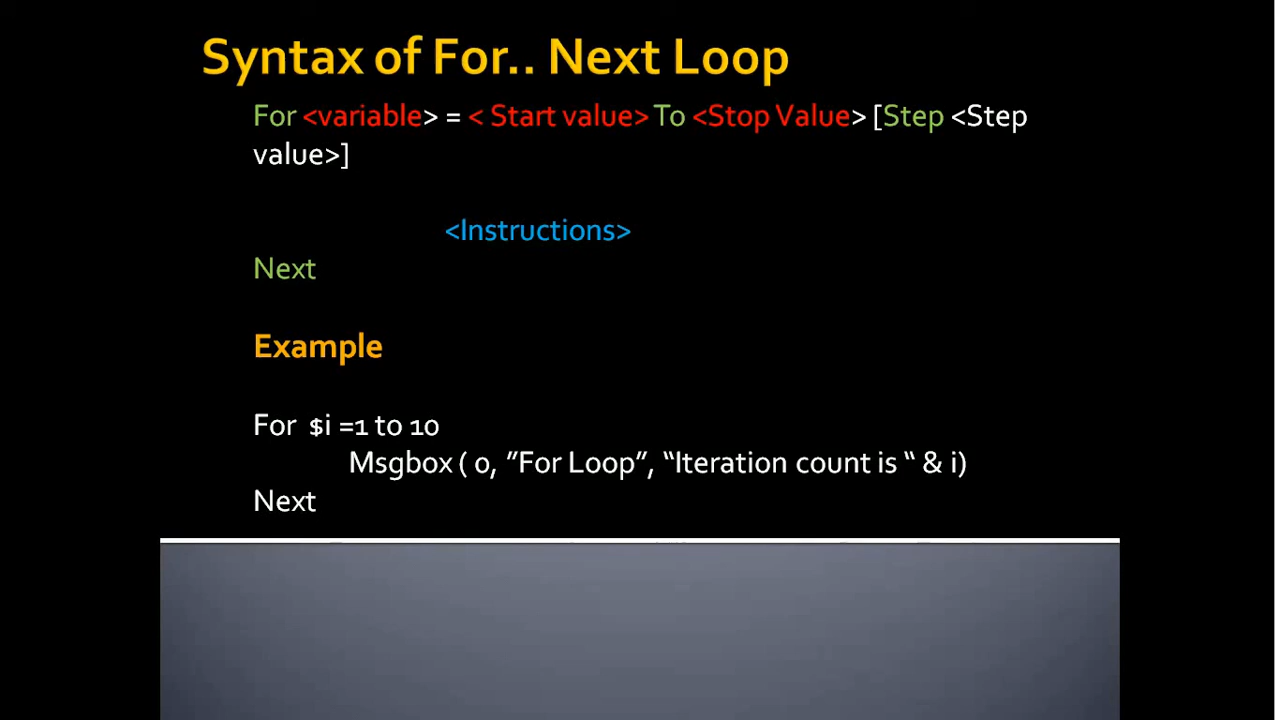 Syntax of For.. Next Loop
For <variable> = < Start value> To <Stop Value> [Step <Step
value>]
<Instructions>
Next
Example
For $i =1 to 10
Msgbox ( 0, ”For Loop”, “Iteration count is “ & i)
Next